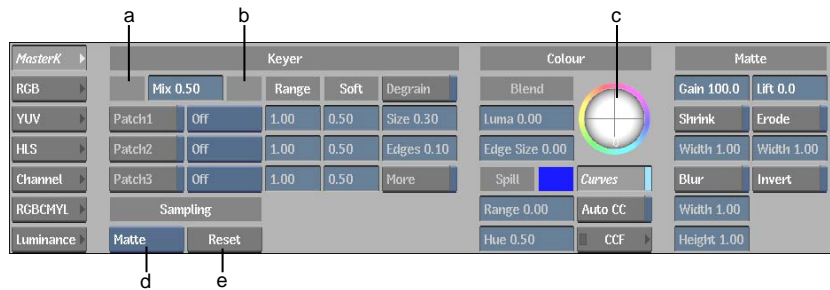 a b c
MasterK Keyer Colour Matte
RGB Mix 0.50 Range Soft Degrain Blend Gain 100.0 Lift 0.0
YUV Patch1 Off 1.00 0.50 Size 0.30 Luma 0.00 Shrink Erode
HLS Patch2 Off 1.00 0.50 Edges 0.10 Edge Size 0.00 Width 1.00 Width 1.00
Channel Patch3 Off 1.00 0.50 More Spill Curves Blur Invert
RGBCMYL Sampling Range 0.00 Auto CC Width 1.00
Luminance Matte Reset Hue 0.50 CCF Height 1.00
d e